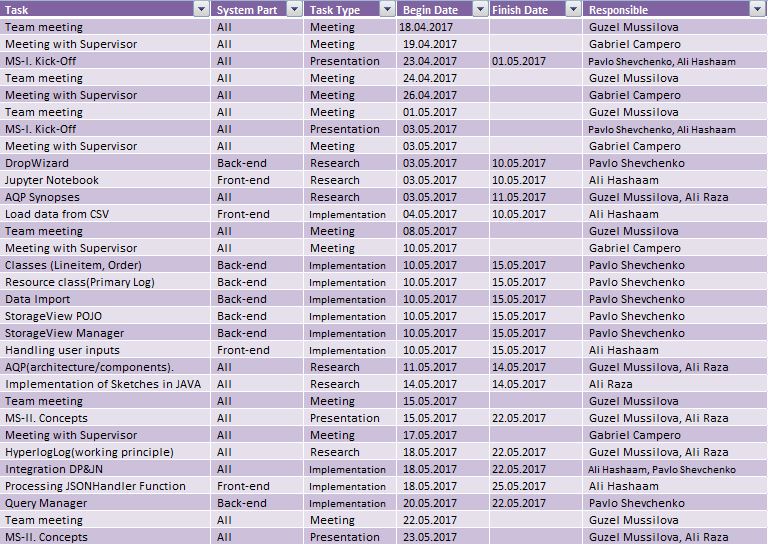 Task System Part Task Type Begin Date Finish Date Responsible
Team meeting All Meeting 18.04.2017 Guzel Mussilova
Meeting with Supervisor All Meeting 19.04.2017 Gabriel Campero
MS-I. Kick-Off All Presentation 23.04.2017 01.05.2017 Pavlo Shevchenko, Ali Hashaam
Team meeting All Meeting 24.04.2017 Guzel Mussilova
Meeting with Supervisor All Meeting 26.04.2017 Gabriel Campero
Team meeting All Meeting 01.05.2017 Guzel Mussilova
MS-I. Kick-Off All Presentation 03.05.2017 Pavlo Shevchenko, Ali Hashaam
Meeting with Supervisor All Meeting 03.05.2017 Gabriel Campero
DropWizard Back-end Research 03.05.2017 10.05.2017 Pavlo Shevchenko
Jupyter Notebook Front-end Research 03.05.2017 10.05.2017 Ali Hashaam
AQP Synopses All Research 03.05.2017 11.05.2017 Guzel Mussilova, Ali Raza
Load data from CSV Front-end Implementation 04.05.2017 10.05.2017 Ali Hashaam
Team meeting All Meeting 08.05.2017 Guzel Mussilova
Meeting with Supervisor All Meeting 10.05.2017 Gabriel Campero
Classes (Lineitem, Order) Back-end Implementation 10.05.2017 15.05.2017 Pavlo Shevchenko
Resource class(Primary Log) Back-end Implementation 10.05.2017 15.05.2017 Pavlo Shevchenko
Data Import Back-end Implementation 10.05.2017 15.05.2017 Pavlo Shevchenko
StorageView POJO Back-end Implementation 10.05.2017 15.05.2017 Pavlo Shevchenko
StorageView Manager Back-end Implementation 10.05.2017 15.05.2017 Pavlo Shevchenko
Handling user inputs Front-end Implementation 10.05.2017 15.05.2017 Ali Hashaam
AQP(architecture/components). All Research 11.05.2017 14.05.2017 Guzel Mussilova, Ali Raza
Implementation of Sketches in JAVA All Research 14.05.2017 14.05.2017 Ali Raza
Team meeting All Meeting 15.05.2017 Guzel Mussilova
MS-II. Concepts All Presentation 15.05.2017 22.05.2017 Guzel Mussilova, Ali Raza
Meeting with Supervisor All Meeting 17.05.2017 Gabriel Campero
HyperlogLog(working principle) All Research 18.05.2017 22.05.2017 Guzel Mussilova, Ali Raza
Integration DP&JN All Implementation 18.05.2017 22.05.2017 Ali Hashaam, Pavlo Shevchenko
Processing JSONHandler Function Front-end Implementation 18.05.2017 25.05.2017 Ali Hashaam
Query Manager Back-end Implementation 20.05.2017 22.05.2017 Pavlo Shevchenko
Team meeting All Meeting 22.05.2017 Guzel Mussilova
MS-II. Concepts All Presentation 23.05.2017 Guzel Mussilova, Ali Raza